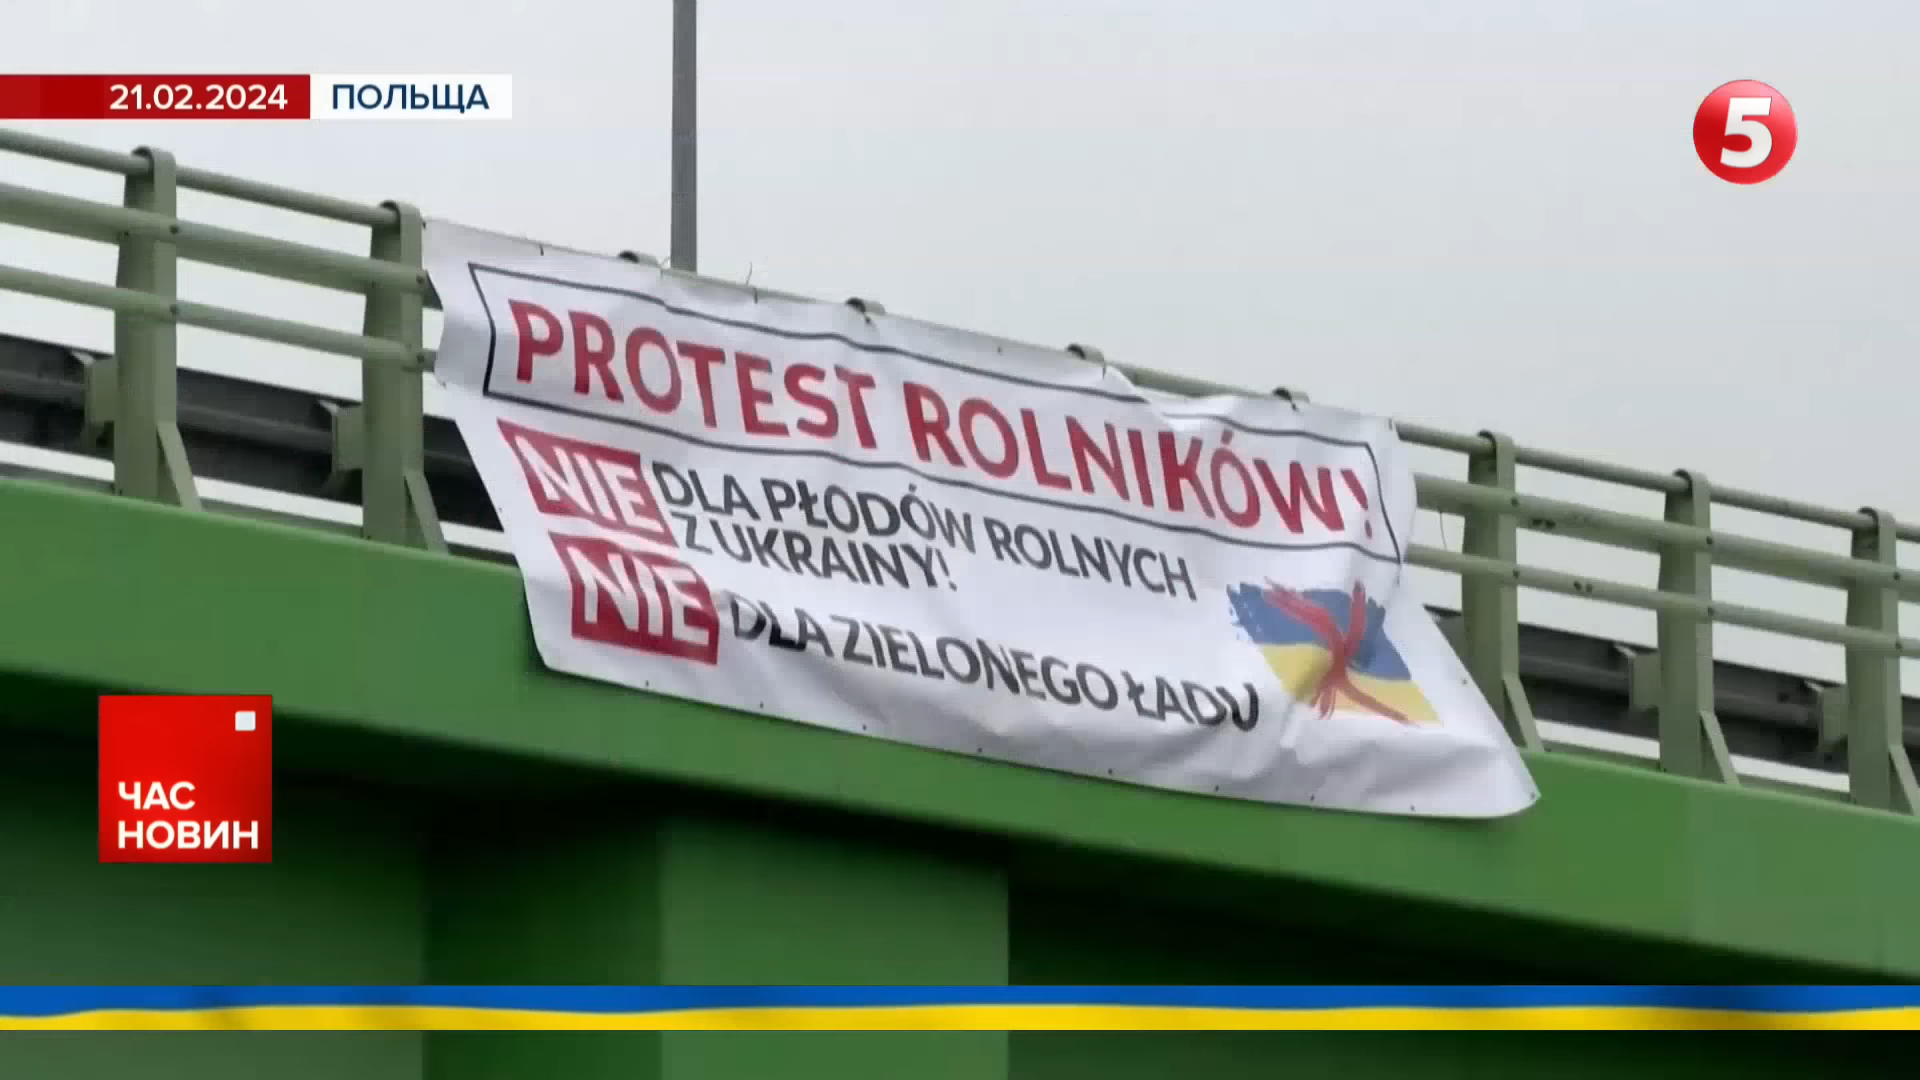 21.02.2024 ПОЛЬЩА
5
PROTEST ROLNIKÓW!
NIE DLA PŁODÓW ROLNYCH
Z UKRAINY!
NIE DLA ZIELONEGO ŁADU
ЧАС
НОВИН